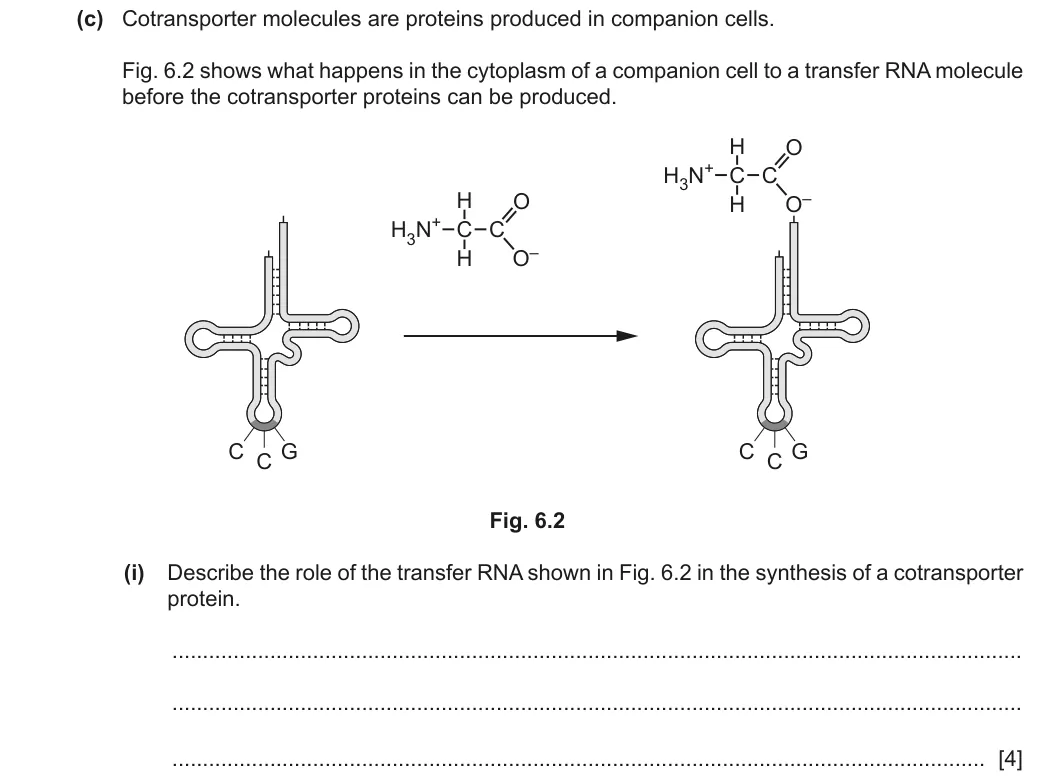 (c) Cotransporter molecules are proteins produced in companion cells.
Fig. 6.2 shows what happens in the cytoplasm of a companion cell to a transfer RNA molecule
before the cotransporter proteins can be produced.
H O
H₃N⁺–C–C
H O⁻
H O
H₃N⁺–C–C
H O⁻
C C G
C C G
Fig. 6.2
(i) Describe the role of the transfer RNA shown in Fig. 6.2 in the synthesis of a cotransporter
protein.
[4]